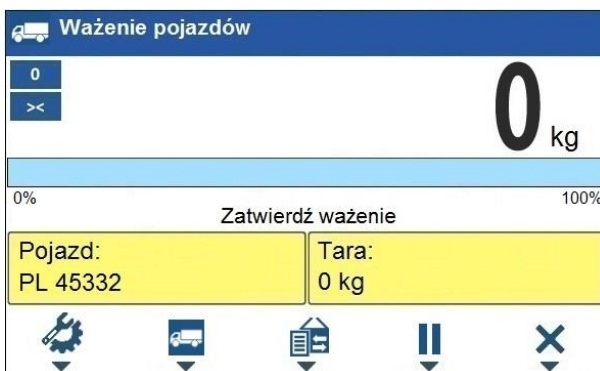 Ważenie pojazdów
0
><
0 kg
0% 100%
Zatwierdź ważenie
Pojazd: Tara:
PL 45332 0 kg